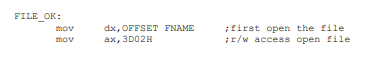 FILE_OK:
mov dx,OFFSET FNAME ;first open the file
mov ax,3D02H ;r/w access open file